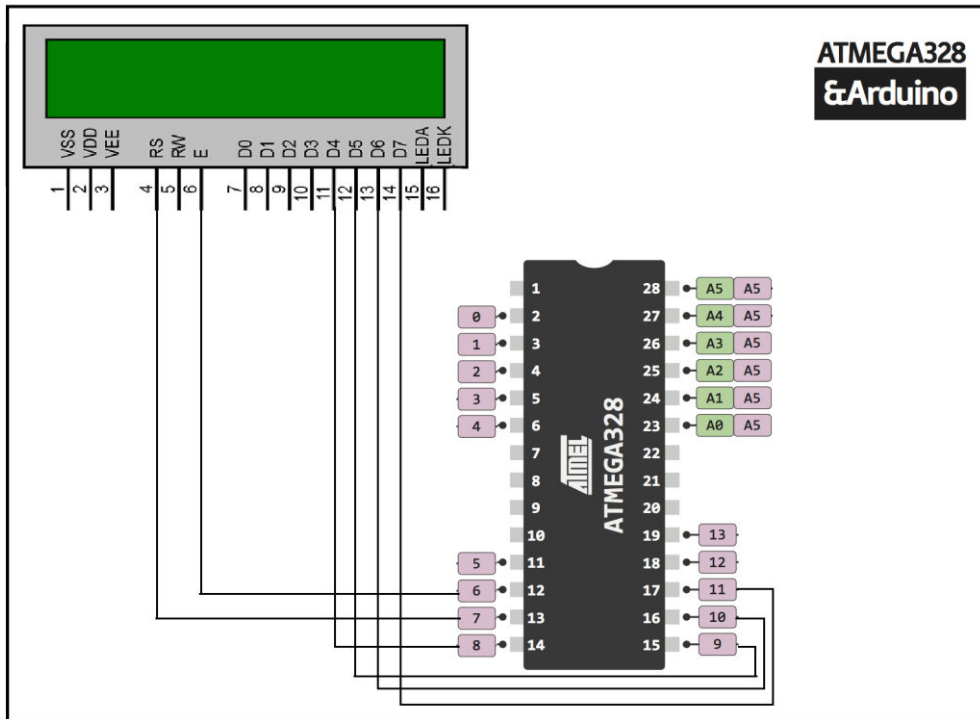 ATMEGA328
&Arduino
VSS
VDD
VEE
RS
RW
E
D0
D1
D2
D3
D4
D5
D6
D7
LEDA
LEDK
1
2
3
4
5
6
7
8
9
10
11
12
13
14
15
16
1 28 A5 A5
0 2 27 A4 A5
1 3 26 A3 A5
2 4 25 A2 A5
3 5 24 A1 A5
4 6 23 A0 A5
7 22
8 21
9 20
10 19 13
5 11 18 12
6 12 17 11
7 13 16 10
8 14 15 9
ATMEL
ATMEGA328